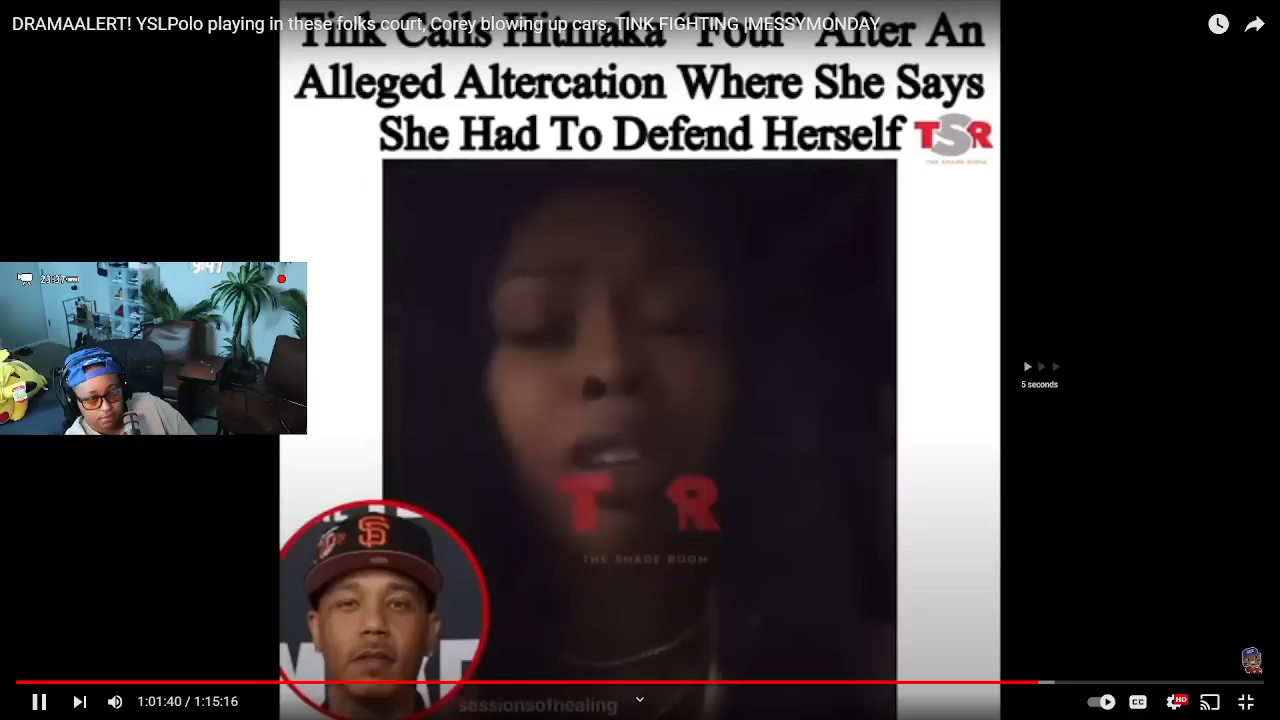 DRAMAALERT! YSLPolo playing in these folks court, Corey blowing up cars, TINK FIGHTING |MESSYMONDAY
Tink Calls Hitmaka "Foul" After An
Alleged Altercation Where She Says
She Had To Defend Herself
TSR
THE SHADE ROOM
5 seconds
SF
T R
THE SHADE ROOM
sessionsofhealing
1:01:40 / 1:15:16
CC
HD